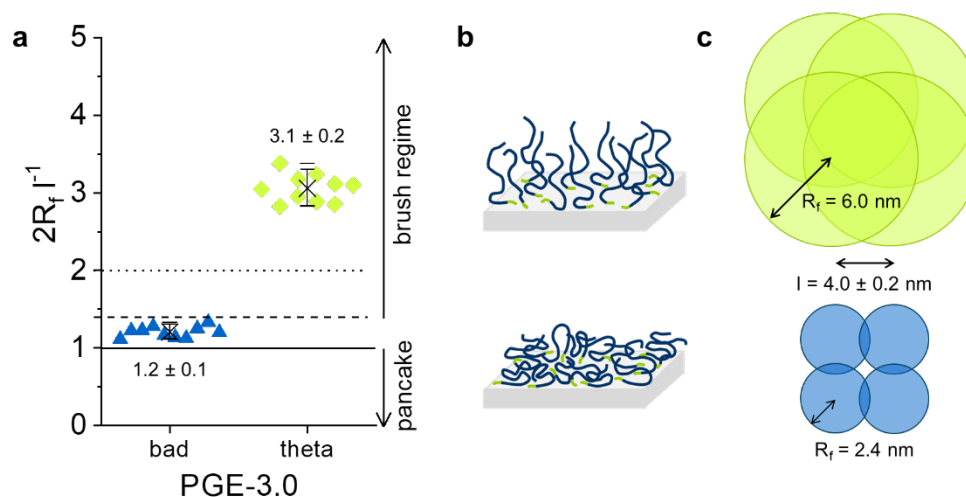 a
5
4
3
2
1
0
2R_f l⁻¹
3.1 ± 0.2
1.2 ± 0.1
brush regime
pancake
bad theta
PGE-3.0
b
c
R_f = 6.0 nm
l = 4.0 ± 0.2 nm
R_f = 2.4 nm